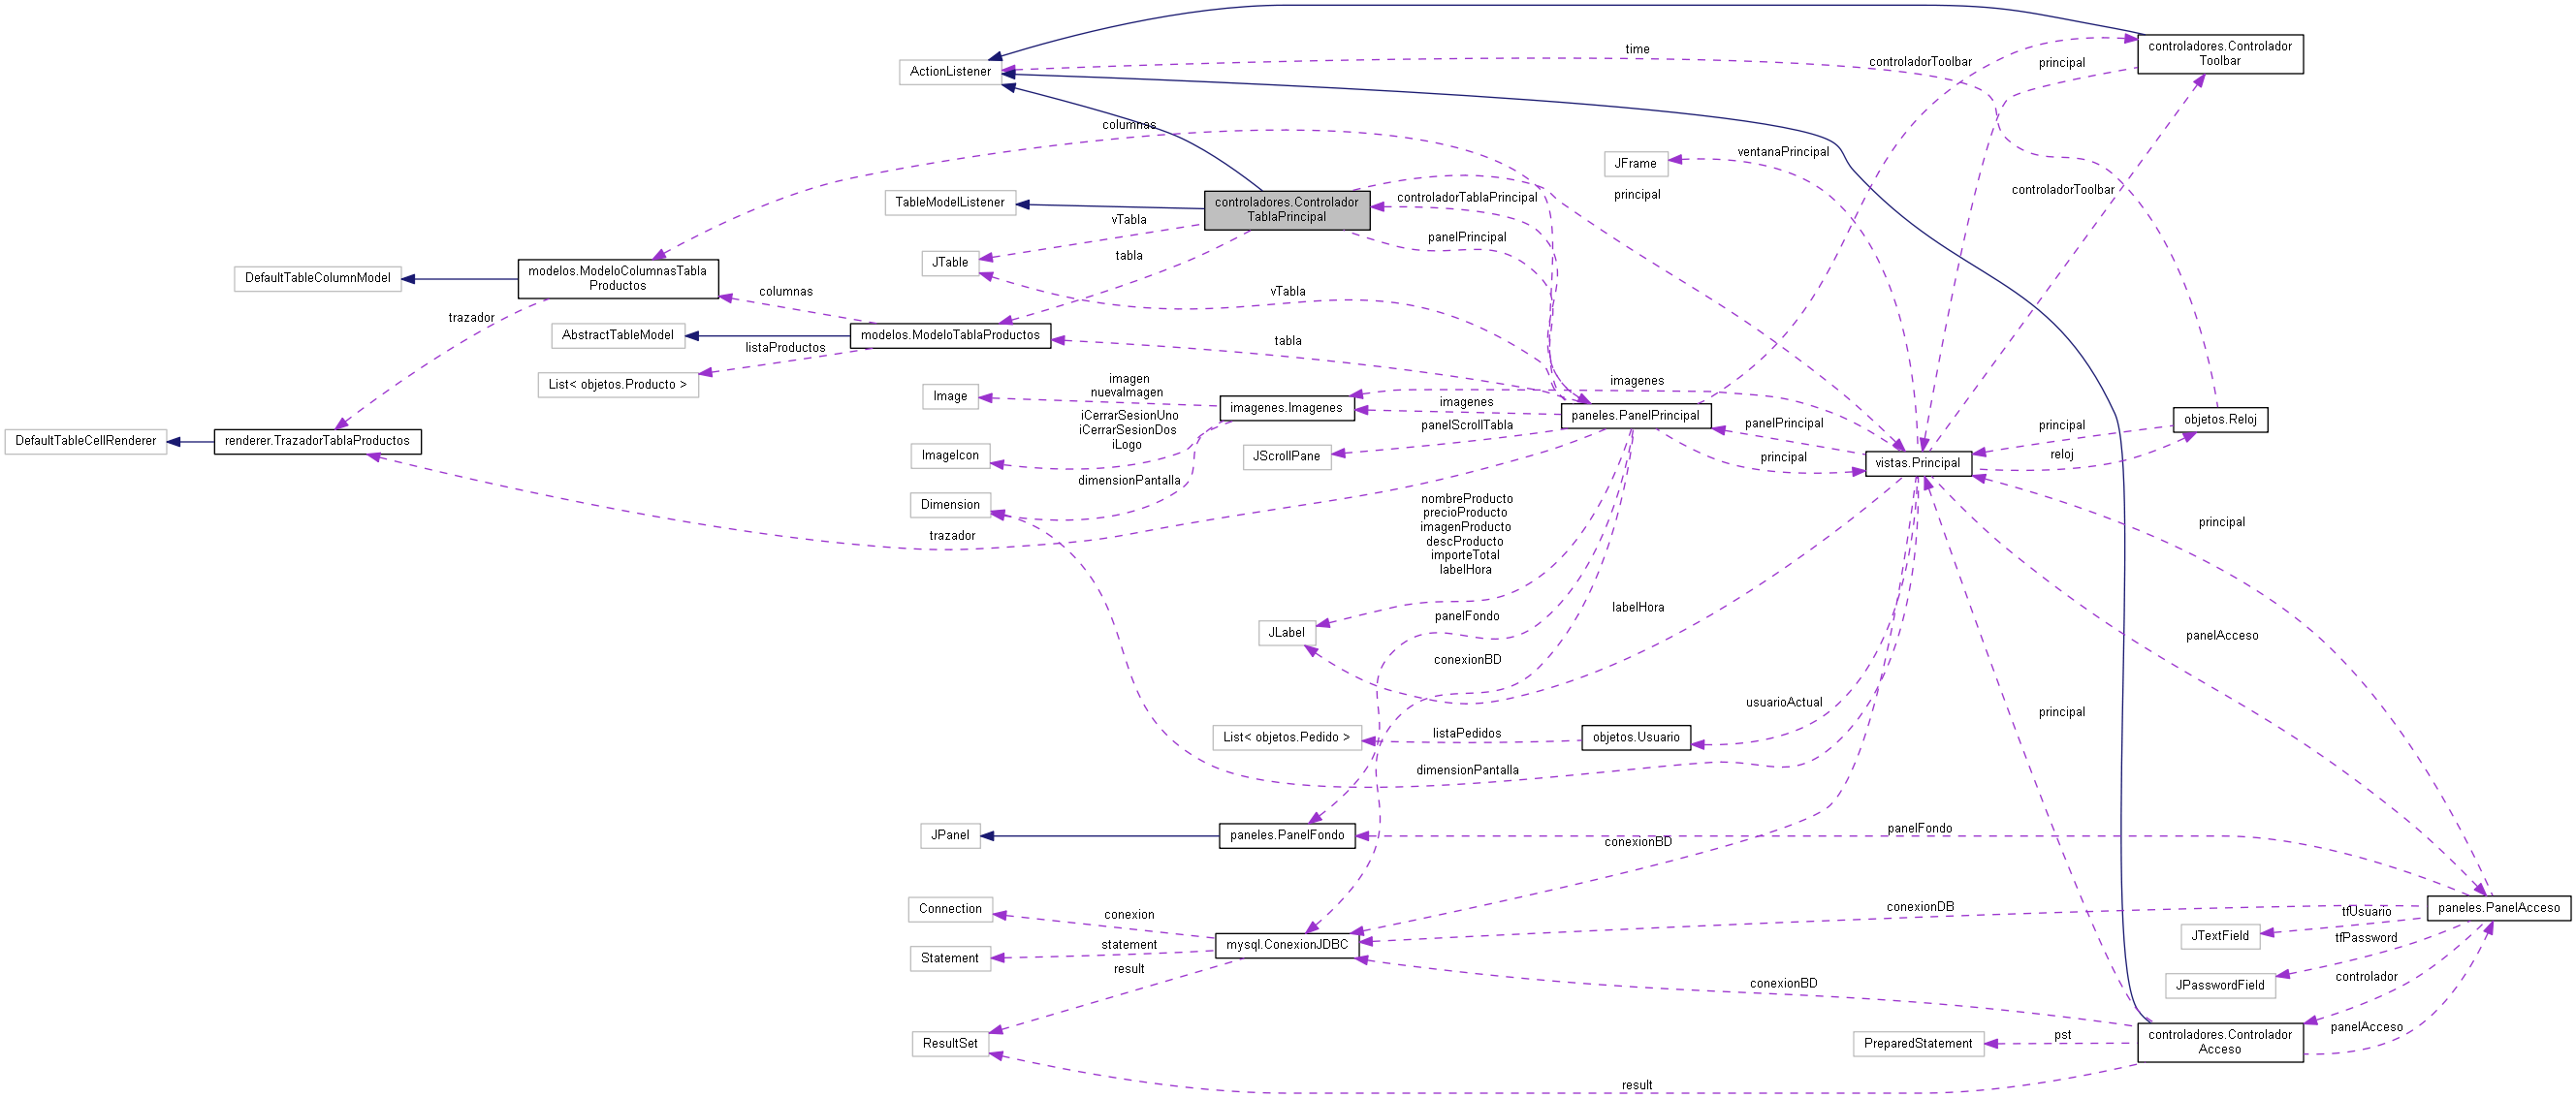 controladores.Controlador
Toolbar
time
controladorToolbar
principal
ActionListener
columnas
ventanaPrincipal
JFrame
controladorToolbar
principal
controladorTablaPrincipal
TableModelListener
controladores.Controlador
TablaPrincipal
vTabla
panelPrincipal
tabla
JTable
modelos.ModeloColumnasTabla
Productos
DefaultTableColumnModel
columnas
vTabla
trazador
AbstractTableModel
modelos.ModeloTablaProductos
listaProductos
tabla
List< objetos.Producto >
imagen
nuevaImagen
imagenes
Image
imagenes.Imagenes
imagenes
paneles.PanelPrincipal
objetos.Reloj
iCerrarSesionUno
iCerrarSesionDos
iLogo
panelScrollTabla
panelPrincipal
principal
DefaultTableCellRenderer
renderer.TrazadorTablaProductos
ImageIcon
JScrollPane
principal
vistas.Principal
reloj
dimensionPantalla
Dimension
nombreProducto
precioProducto
imagenProducto
descProducto
importeTotal
labelHora
trazador
principal
labelHora
panelFondo
JLabel
panelAcceso
conexionBD
usuarioActual
principal
List< objetos.Pedido >
listaPedidos
objetos.Usuario
dimensionPantalla
JPanel
paneles.PanelFondo
panelFondo
conexionBD
Connection
conexion
conexionDB
paneles.PanelAcceso
tfUsuario
JTextField
tfPassword
mysql.ConexionJDBC
statement
Statement
result
controlador
conexionBD
JPasswordField
panelAcceso
ResultSet
PreparedStatement
pst
controladores.Controlador
Acceso
result